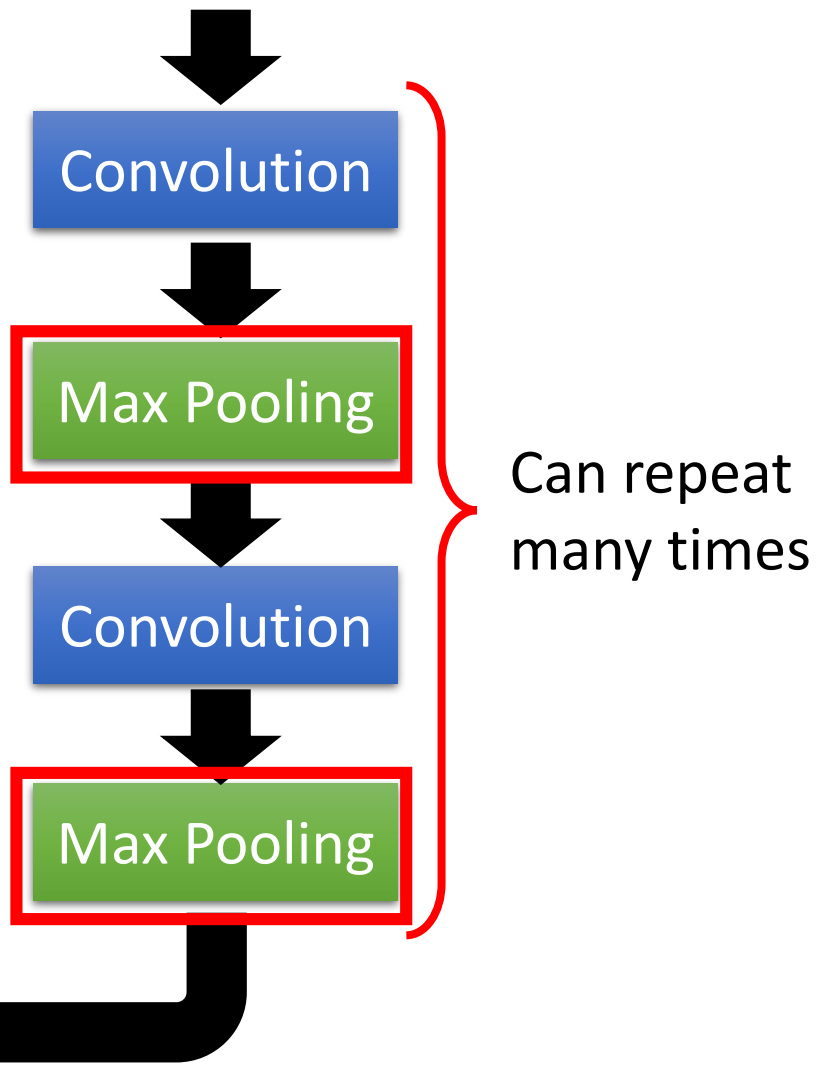 Convolution
Max Pooling
Can repeat
many times
Convolution
Max Pooling